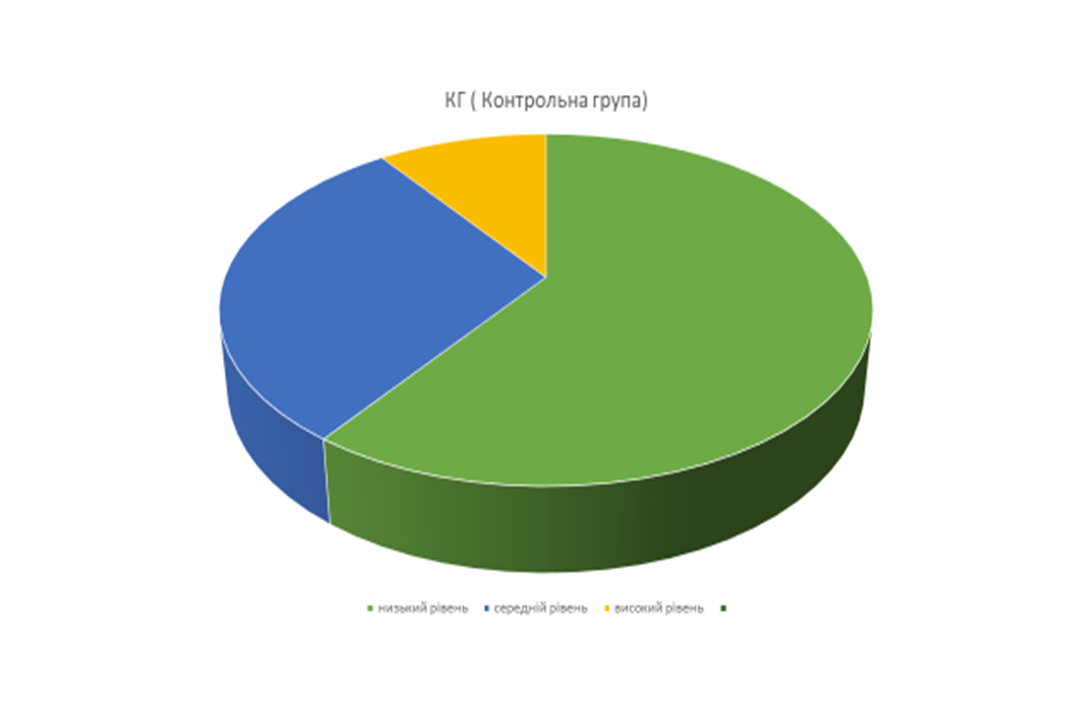 КГ ( Контрольна група)
низький рівень середній рівень високий рівень